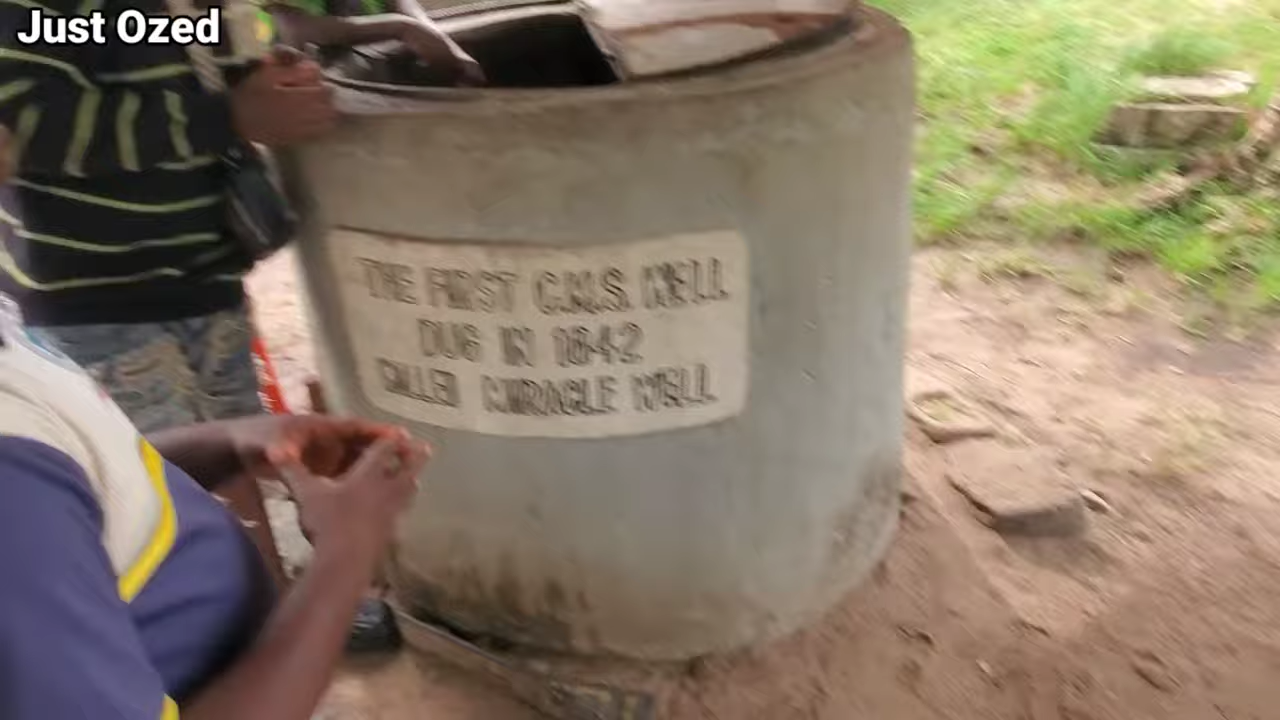 Just Ozed
THE FIRST C.M.S. WELL
DUG IN 1842
CALLED MIRACLE WELL